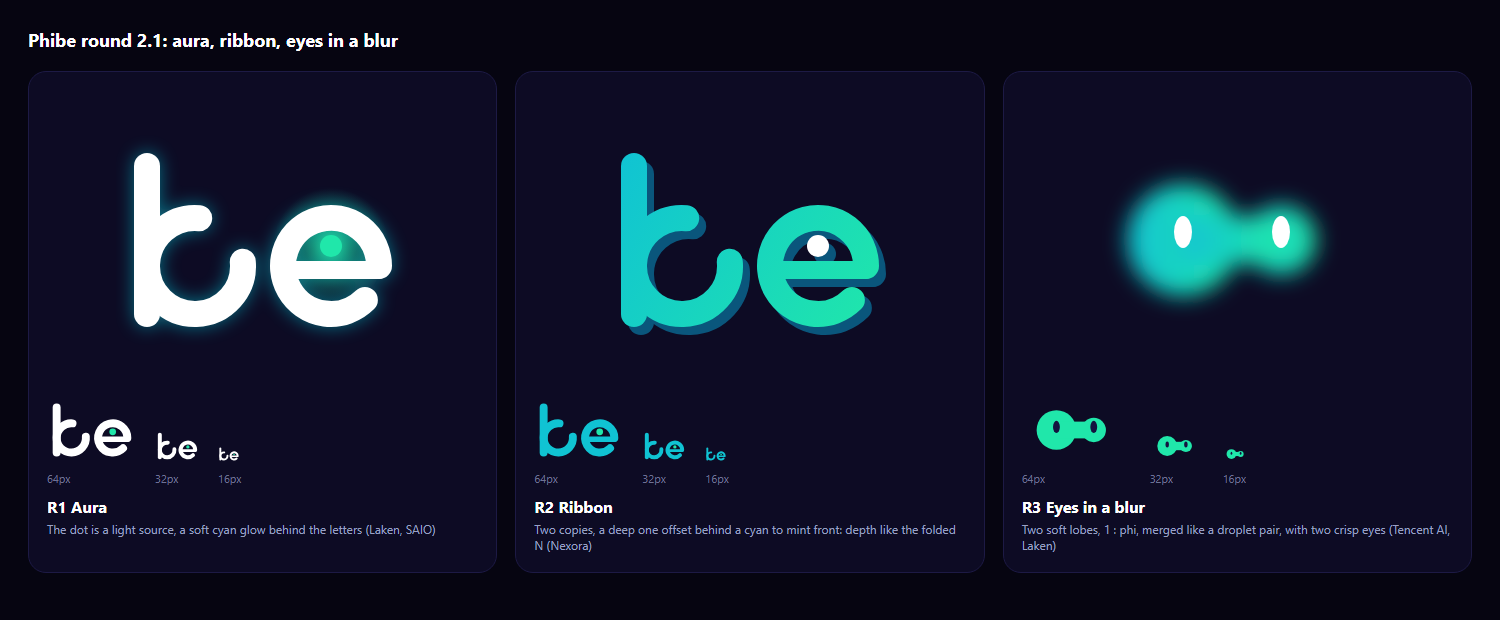 Phibe round 2.1: aura, ribbon, eyes in a blur
be
be
be be be
64px 32px 16px
be be be
64px 32px 16px
64px 32px 16px
R1 Aura
The dot is a light source, a soft cyan glow behind the letters (Laken, SAIO)
R2 Ribbon
Two copies, a deep one offset behind a cyan to mint front: depth like the folded
N (Nexora)
R3 Eyes in a blur
Two soft lobes, 1 : phi, merged like a droplet pair, with two crisp eyes (Tencent AI,
Laken)